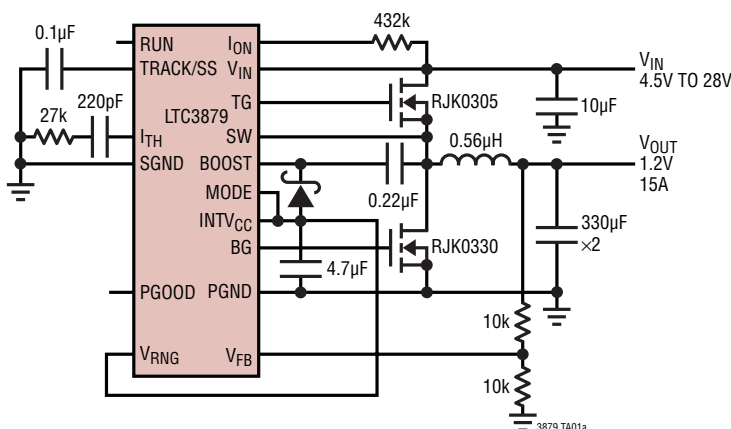 0.1µF
432k
RUN
I_ON
TRACK/SS
V_IN
V_IN
4.5V TO 28V
27k
220pF
LTC3879
TG
RJK0305
10µF
I_TH
SW
0.56µH
V_OUT
1.2V
15A
SGND
BOOST
MODE
0.22µF
INTV_CC
330µF
×2
BG
RJK0330
4.7µF
PGOOD
PGND
10k
V_RNG
V_FB
10k
3879 TA01a